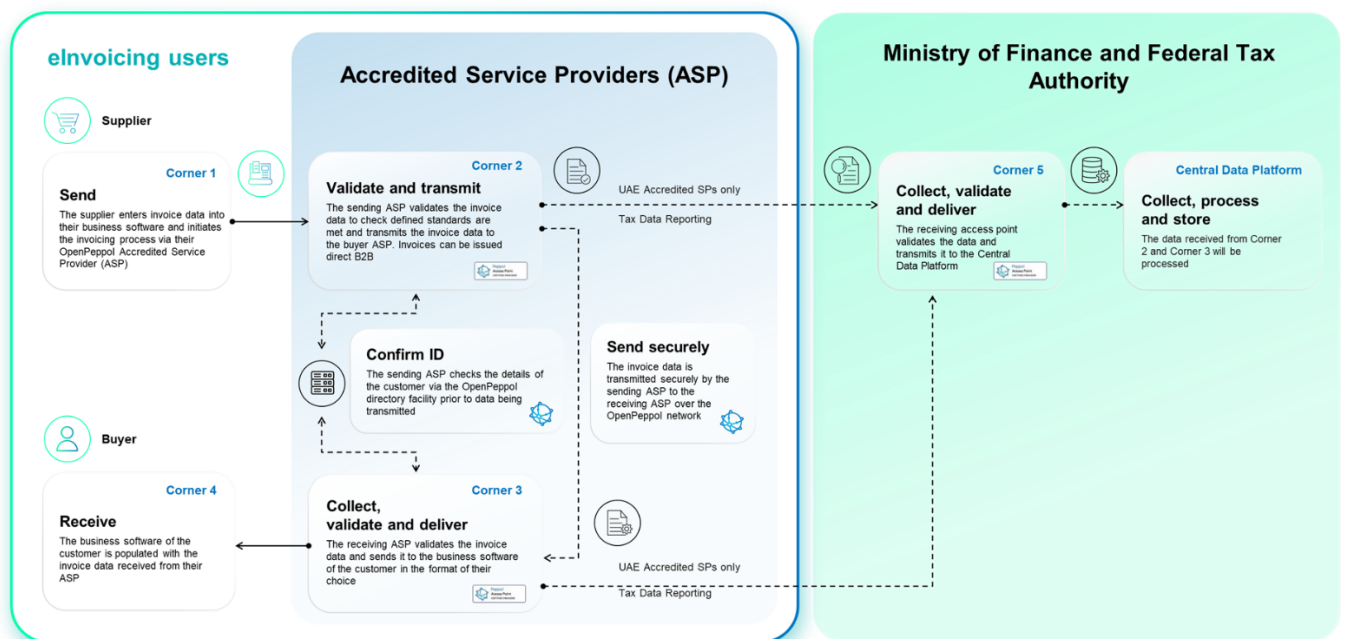 eInvoicing users
Accredited Service Providers (ASP)
Ministry of Finance and Federal Tax
Authority
Supplier
Corner 1
Send
The supplier enters invoice data into
their business software and initiates
the invoicing process via their
OpenPeppol Accredited Service
Provider (ASP)
Corner 2
Validate and transmit
The sending ASP validates the invoice
data to check defined standards are
met and transmits the invoice data to
the buyer ASP. Invoices can be issued
direct B2B
Peppol
Access Point
UAE Accredited SPs only
Tax Data Reporting
Corner 5
Collect, validate
and deliver
The receiving access point
validates the data and
transmits it to the Central
Data Platform
Peppol
Access Point
Central Data Platform
Collect, process
and store
The data received from Corner
2 and Corner 3 will be
processed
Confirm ID
The sending ASP checks the details of
the customer via the OpenPeppol
directory facility prior to data being
transmitted
Send securely
The invoice data is
transmitted securely by the
sending ASP to the
receiving ASP over the
OpenPeppol network
Buyer
Corner 4
Receive
The business software of the
customer is populated with the
invoice data received from their
ASP
Corner 3
Collect,
validate and deliver
The receiving ASP validates the invoice
data and sends it to the business software
of the customer in the format of their
choice
Peppol
Access Point
UAE Accredited SPs only
Tax Data Reporting